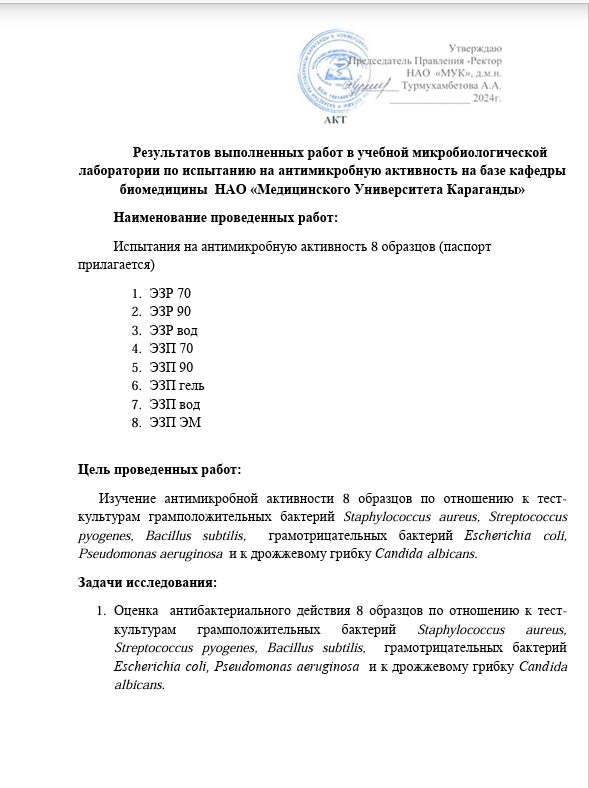 Утверждаю
Председатель Правления -Ректор
НАО «МУК», д.м.н.
Турмухамбетова А.А.
2024г.
АКТ
Результатов выполненных работ в учебной микробиологической
лаборатории по испытанию на антимикробную активность на базе кафедры
биомедицины НАО «Медицинского Университета Караганды»
Наименование проведенных работ:
Испытания на антимикробную активность 8 образцов (паспорт
прилагается)
1. ЭЗР 70
2. ЭЗР 90
3. ЭЗР вод
4. ЭЗП 70
5. ЭЗП 90
6. ЭЗП гель
7. ЭЗП вод
8. ЭЗП ЭМ
Цель проведенных работ:
Изучение антимикробной активности 8 образцов по отношению к тест-
культурам грамположительных бактерий Staphylococcus aureus, Streptococcus
pyogenes, Bacillus subtilis, грамотрицательных бактерий Escherichia coli,
Pseudomonas aeruginosa и к дрожжевому грибку Candida albicans.
Задачи исследования:
1. Оценка антибактериального действия 8 образцов по отношению к тест-
культурам грамположительных бактерий Staphylococcus aureus,
Streptococcus pyogenes, Bacillus subtilis, грамотрицательных бактерий
Escherichia coli, Pseudomonas aeruginosa и к дрожжевому грибку Candida
albicans.